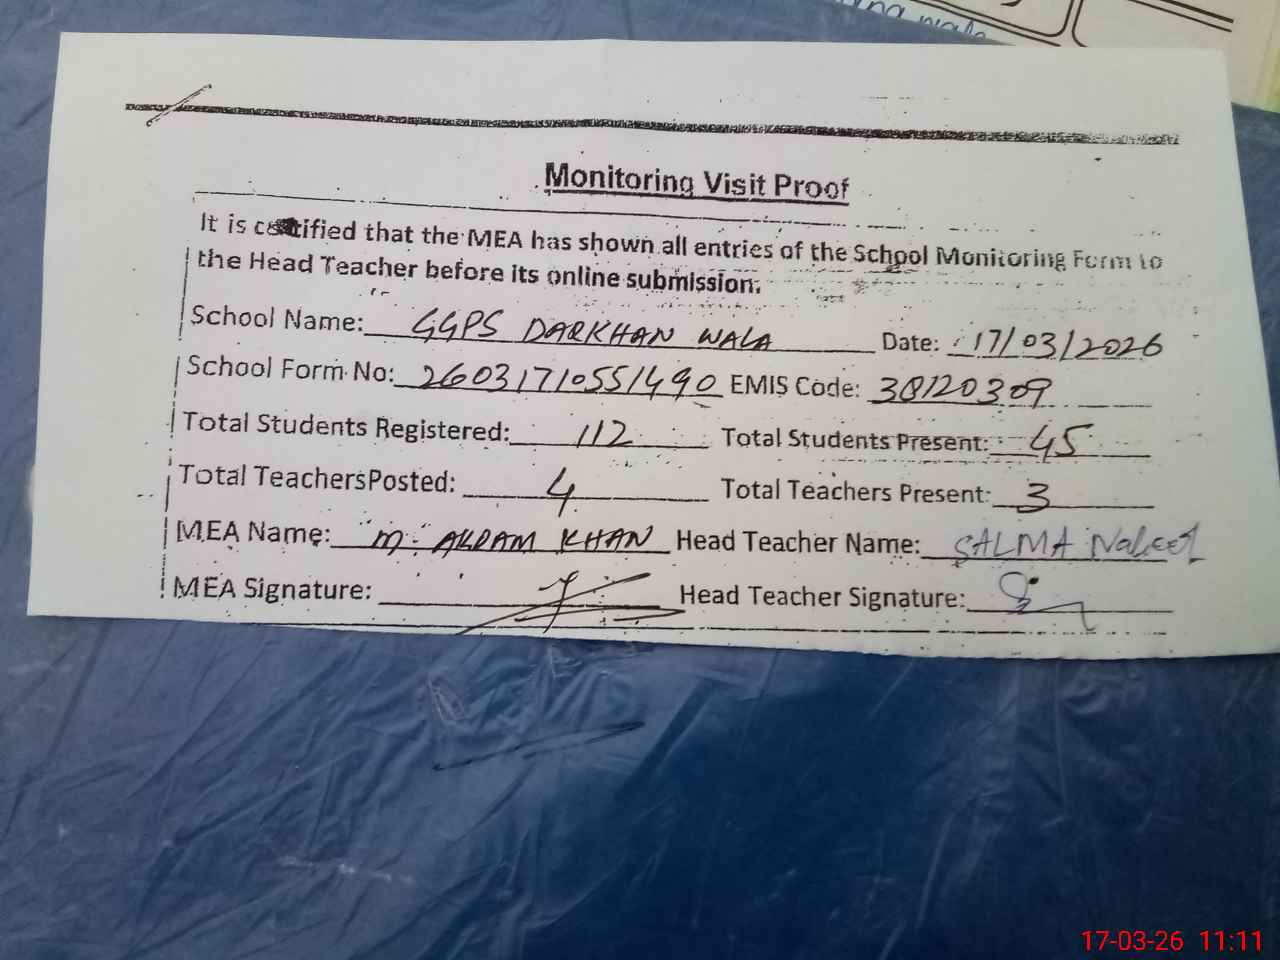 Monitoring Visit Proof
It is certified that the MEA has shown all entries of the School Monitoring Form to
the Head Teacher before its online submission.
School Name: GGPS DARKHAN WALA Date: 17/03/2026
School Form No: 26031710551490 EMIS Code: 38120309
Total Students Registered: 112 Total Students Present: 45
Total Teachers Posted: 4 Total Teachers Present: 3
MEA Name: M. AKRAM KHAN Head Teacher Name: SALMA
MEA Signature: Head Teacher Signature:
17-03-26 11:11